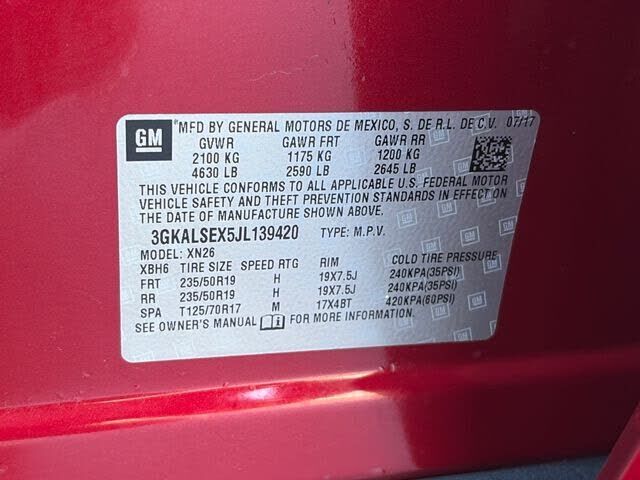 GM *MFD BY GENERAL MOTORS DE MEXICO, S. DE R.L. DE C.V. 07/17
GVWR GAWR FRT GAWR RR
2100 KG 1175 KG 1200 KG
4630 LB 2590 LB 2645 LB
THIS VEHICLE CONFORMS TO ALL APPLICABLE U.S. FEDERAL MOTOR
VEHICLE SAFETY AND THEFT PREVENTION STANDARDS IN EFFECT ON
THE DATE OF MANUFACTURE SHOWN ABOVE.
3GKALSEX5JL139420 TYPE: M.P.V.
MODEL: XN26
XBH6 TIRE SIZE SPEED RTG RIM COLD TIRE PRESSURE
FRT 235/50R19 H 19X7.5J 240KPA(35PSI)
RR 235/50R19 H 19X7.5J 240KPA(35PSI)
SPA T125/70R17 M 17X4BT 420KPA(60PSI)
SEE OWNER'S MANUAL FOR MORE INFORMATION.